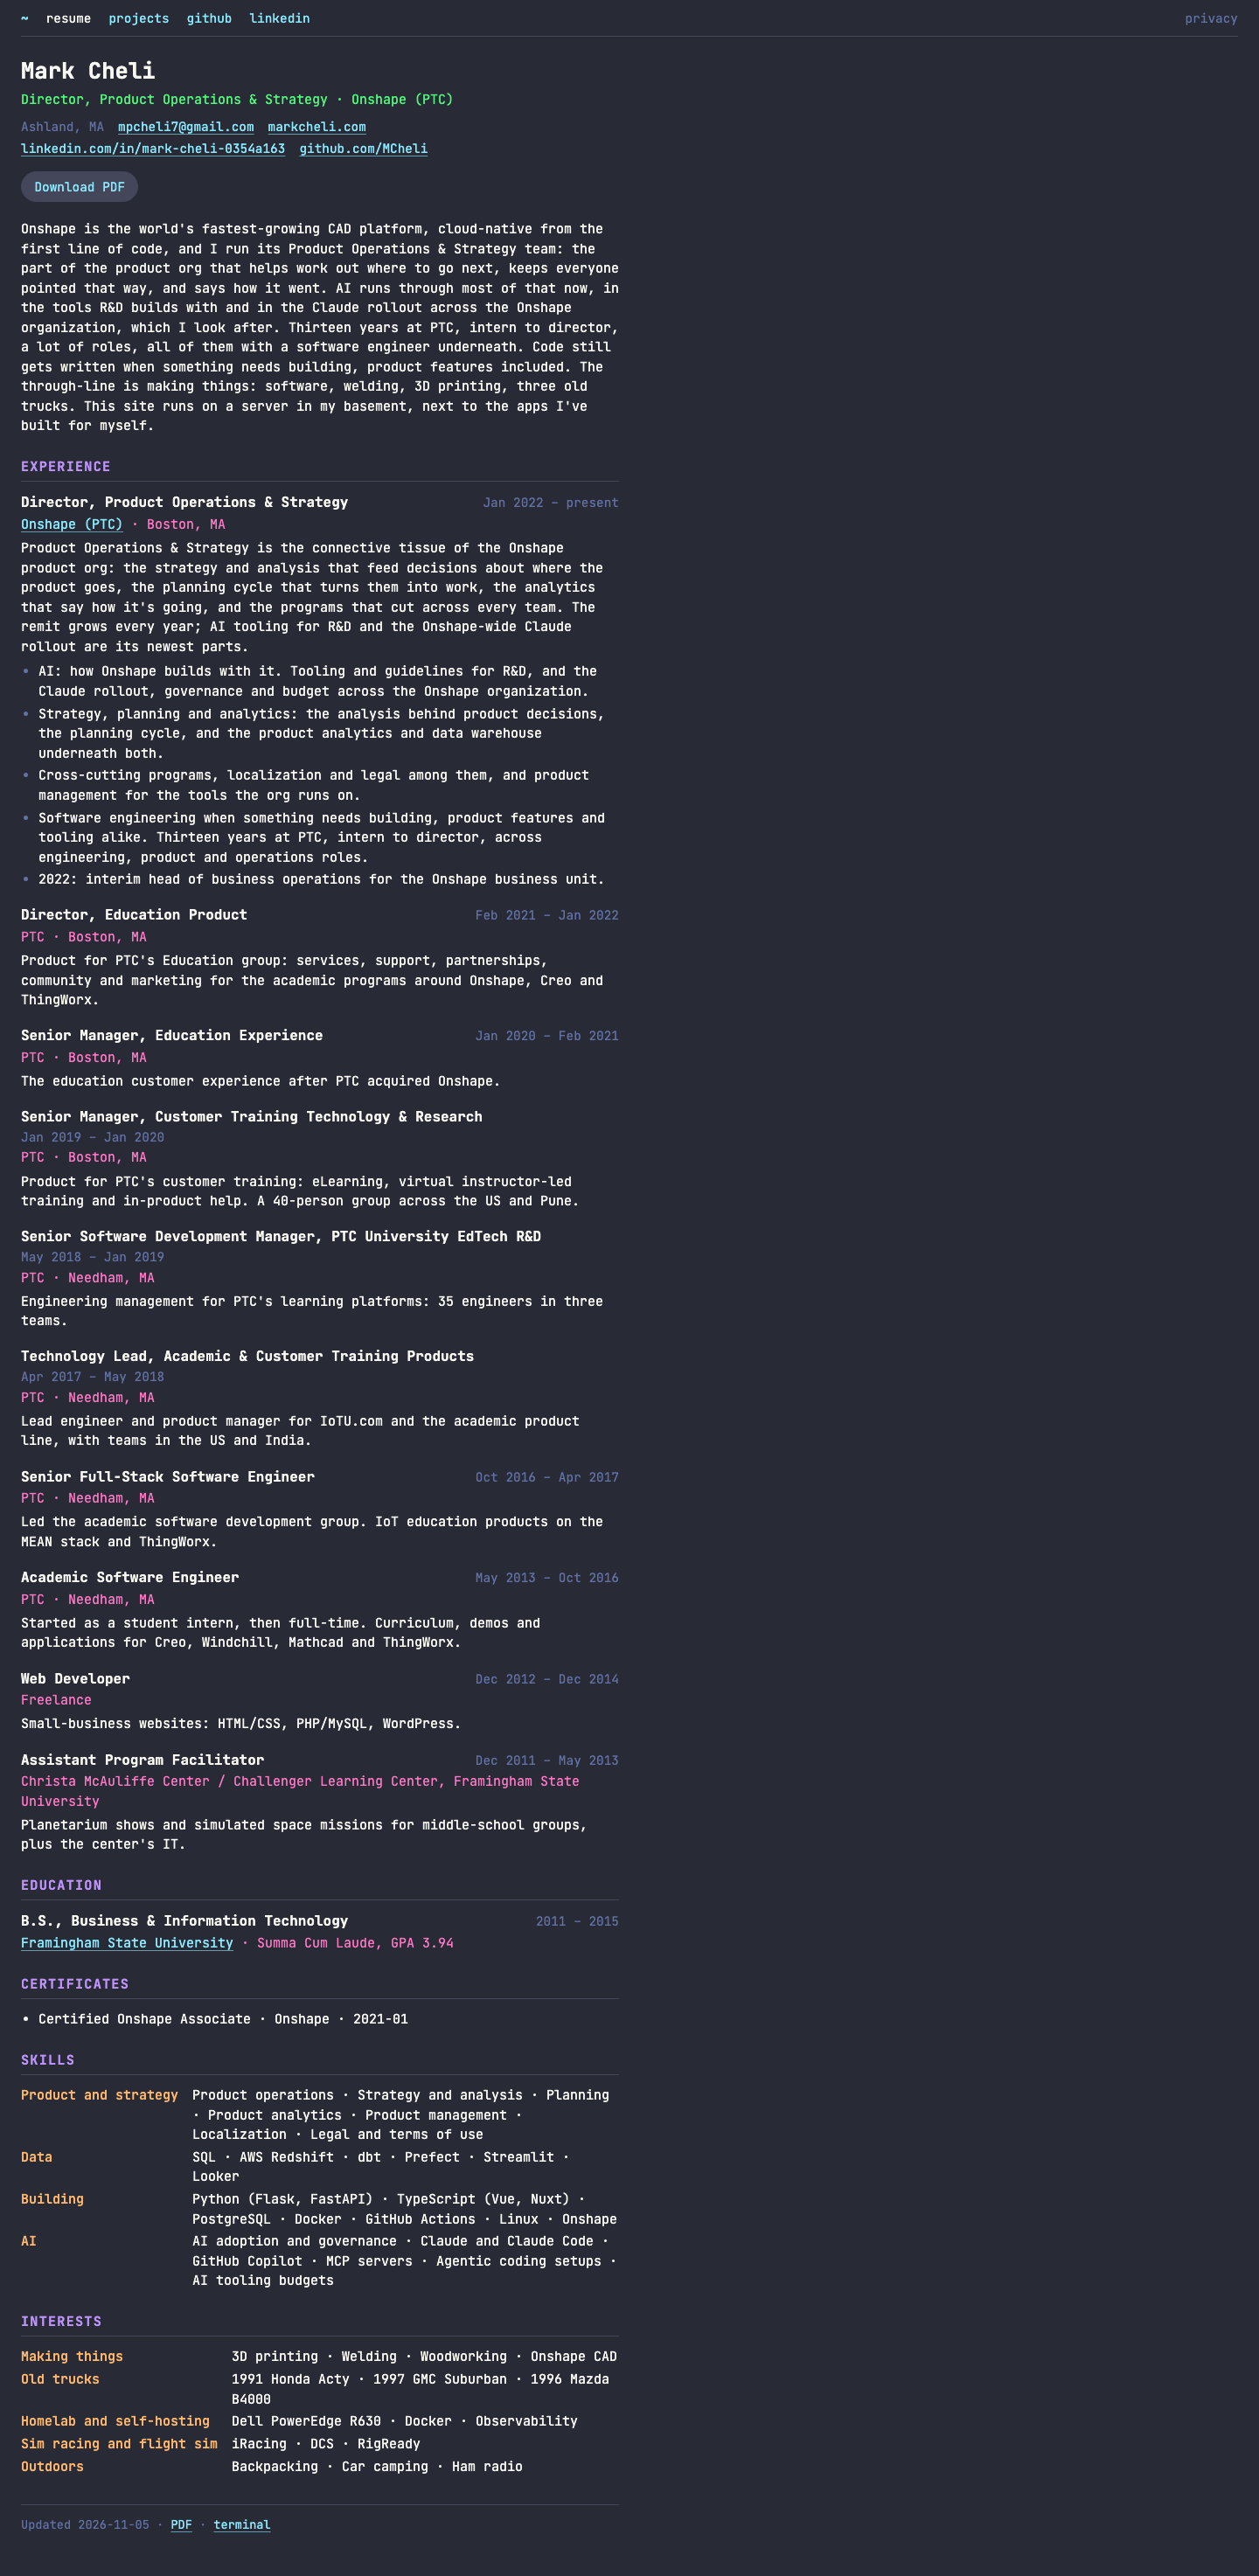 ~ resume projects github linkedin privacy
Mark Cheli
Director, Product Operations & Strategy · Onshape (PTC)
Ashland, MA mpcheli7@gmail.com markcheli.com
linkedin.com/in/mark-cheli-0354a163 github.com/MCheli
Download PDF
Onshape is the world's fastest-growing CAD platform, cloud-native from the
first line of code, and I run its Product Operations & Strategy team: the
part of the product org that helps work out where to go next, keeps everyone
pointed that way, and says how it went. AI runs through most of that now, in
the tools R&D builds with and in the Claude rollout across the Onshape
organization, which I look after. Thirteen years at PTC, intern to director,
a lot of roles, all of them with a software engineer underneath. Code still
gets written when something needs building, product features included. The
through-line is making things: software, welding, 3D printing, three old
trucks. This site runs on a server in my basement, next to the apps I've
built for myself.
EXPERIENCE
Director, Product Operations & Strategy Jan 2022 – present
Onshape (PTC) · Boston, MA
Product Operations & Strategy is the connective tissue of the Onshape
product org: the strategy and analysis that feed decisions about where the
product goes, the planning cycle that turns them into work, the analytics
that say how it's going, and the programs that cut across every team. The
remit grows every year; AI tooling for R&D and the Onshape-wide Claude
rollout are its newest parts.
• AI: how Onshape builds with it. Tooling and guidelines for R&D, and the
Claude rollout, governance and budget across the Onshape organization.
• Strategy, planning and analytics: the analysis behind product decisions,
the planning cycle, and the product analytics and data warehouse
underneath both.
• Cross-cutting programs, localization and legal among them, and product
management for the tools the org runs on.
• Software engineering when something needs building, product features and
tooling alike. Thirteen years at PTC, intern to director, across
engineering, product and operations roles.
• 2022: interim head of business operations for the Onshape business unit.
Director, Education Product Feb 2021 – Jan 2022
PTC · Boston, MA
Product for PTC's Education group: services, support, partnerships,
community and marketing for the academic programs around Onshape, Creo and
ThingWorx.
Senior Manager, Education Experience Jan 2020 – Feb 2021
PTC · Boston, MA
The education customer experience after PTC acquired Onshape.
Senior Manager, Customer Training Technology & Research
Jan 2019 – Jan 2020
PTC · Boston, MA
Product for PTC's customer training: eLearning, virtual instructor-led
training and in-product help. A 40-person group across the US and Pune.
Senior Software Development Manager, PTC University EdTech R&D
May 2018 – Jan 2019
PTC · Needham, MA
Engineering management for PTC's learning platforms: 35 engineers in three
teams.
Technology Lead, Academic & Customer Training Products
Apr 2017 – May 2018
PTC · Needham, MA
Lead engineer and product manager for IoTU.com and the academic product
line, with teams in the US and India.
Senior Full-Stack Software Engineer Oct 2016 – Apr 2017
PTC · Needham, MA
Led the academic software development group. IoT education products on the
MEAN stack and ThingWorx.
Academic Software Engineer May 2013 – Oct 2016
PTC · Needham, MA
Started as a student intern, then full-time. Curriculum, demos and
applications for Creo, Windchill, Mathcad and ThingWorx.
Web Developer Dec 2012 – Dec 2014
Freelance
Small-business websites: HTML/CSS, PHP/MySQL, WordPress.
Assistant Program Facilitator Dec 2011 – May 2013
Christa McAuliffe Center / Challenger Learning Center, Framingham State
University
Planetarium shows and simulated space missions for middle-school groups,
plus the center's IT.
EDUCATION
B.S., Business & Information Technology 2011 – 2015
Framingham State University · Summa Cum Laude, GPA 3.94
CERTIFICATES
• Certified Onshape Associate · Onshape · 2021-01
SKILLS
Product and strategy Product operations · Strategy and analysis · Planning
· Product analytics · Product management ·
Localization · Legal and terms of use
Data SQL · AWS Redshift · dbt · Prefect · Streamlit ·
Looker
Building Python (Flask, FastAPI) · TypeScript (Vue, Nuxt) ·
PostgreSQL · Docker · GitHub Actions · Linux · Onshape
AI AI adoption and governance · Claude and Claude Code ·
GitHub Copilot · MCP servers · Agentic coding setups ·
AI tooling budgets
INTERESTS
Making things 3D printing · Welding · Woodworking · Onshape CAD
Old trucks 1991 Honda Acty · 1997 GMC Suburban · 1996 Mazda
B4000
Homelab and self-hosting Dell PowerEdge R630 · Docker · Observability
Sim racing and flight sim iRacing · DCS · RigReady
Outdoors Backpacking · Car camping · Ham radio
Updated 2026-11-05 · PDF · terminal